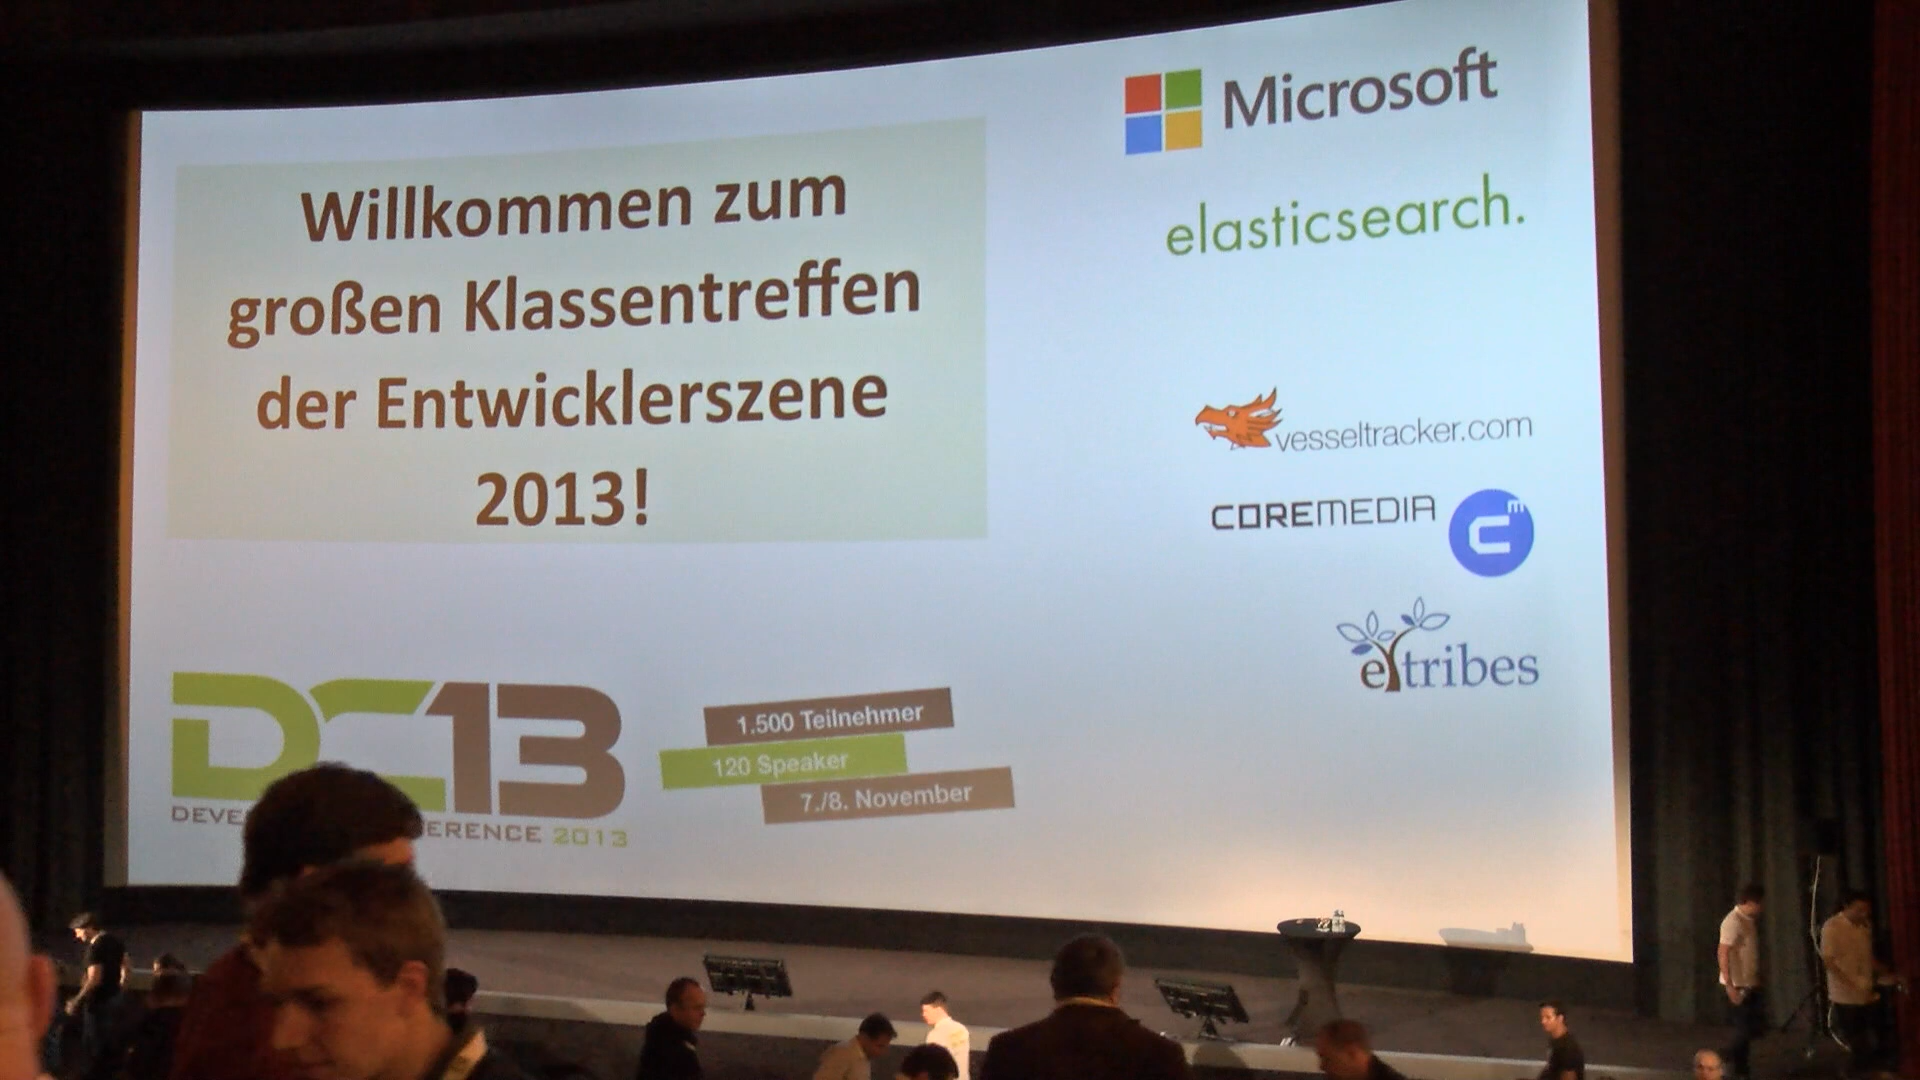 Willkommen zum
großen Klassentreffen
der Entwicklerszene
2013!
Microsoft
elasticsearch.
vesseltracker.com
COREMEDIA
cm
etribes
DC13
2013
1.500 Teilnehmer
120 Speaker
7./8. November